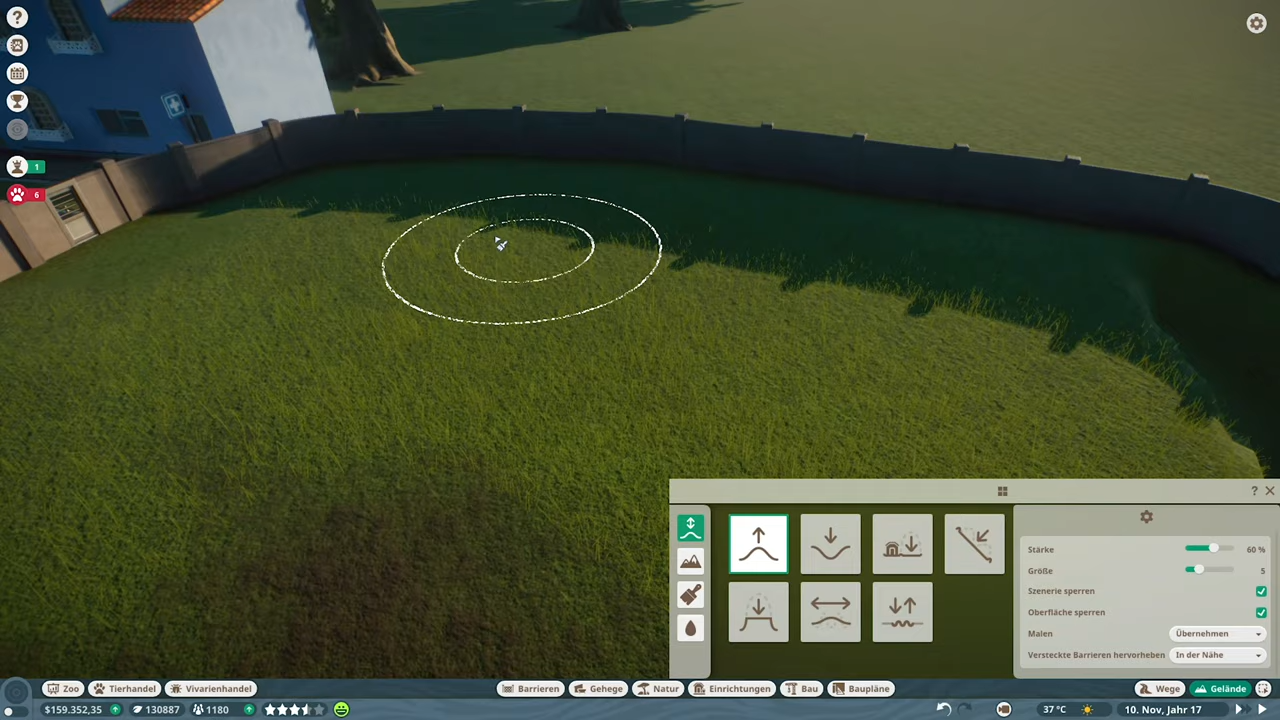 ?
1
6
? ×
Stärke 60 %
Größe 5
Szenerie sperren
Oberfläche sperren
Malen Übernehmen
Versteckte Barrieren hervorheben In der Nähe
Zoo Tierhandel Vivarienhandel Barrieren Gehege Natur Einrichtungen Bau Baupläne Wege Gelände
$159.352,35 130887 1180 37 °C 10. Nov, Jahr 17